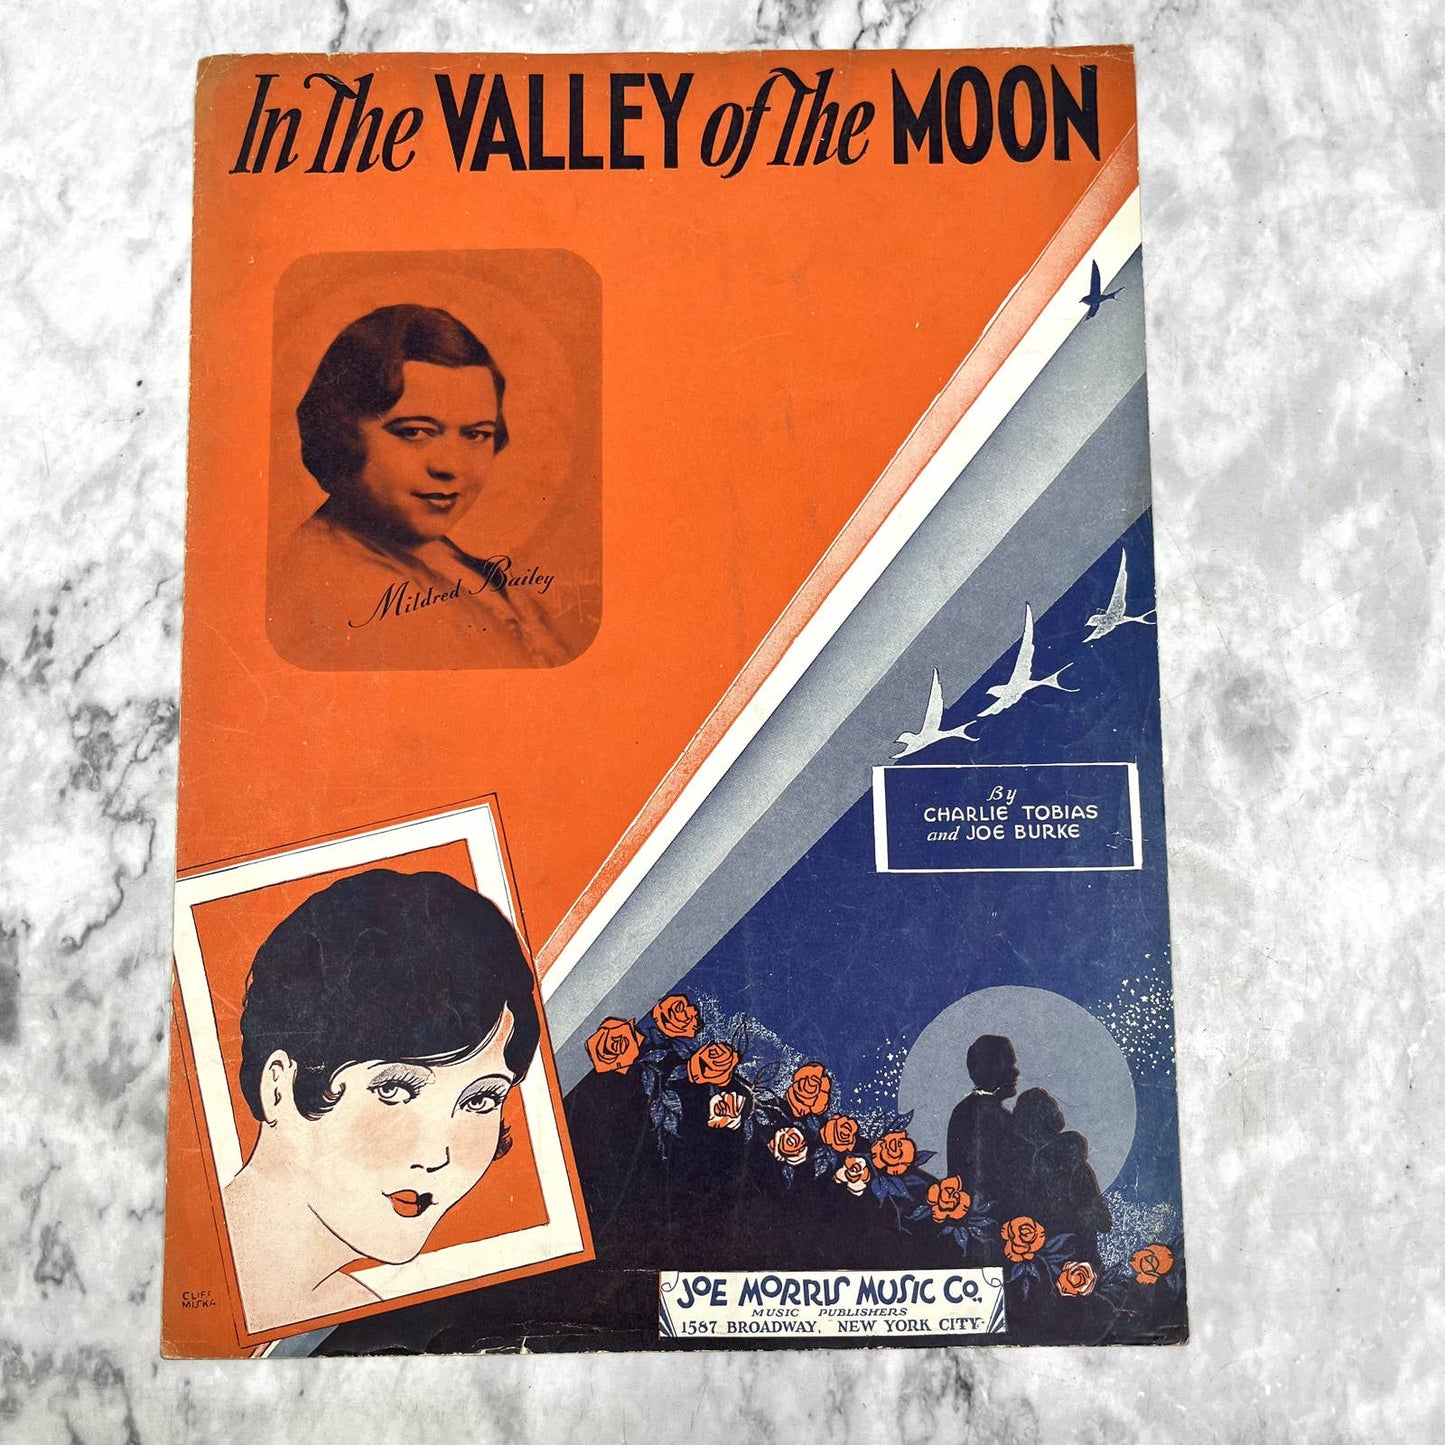 In The VALLEY of The MOON
Mildred Bailey
By
CHARLIE TOBIAS
and JOE BURKE
CLIFF
MISKA
JOE MORRIS MUSIC CO.,
MUSIC PUBLISHERS
1587 BROADWAY, NEW YORK CITY